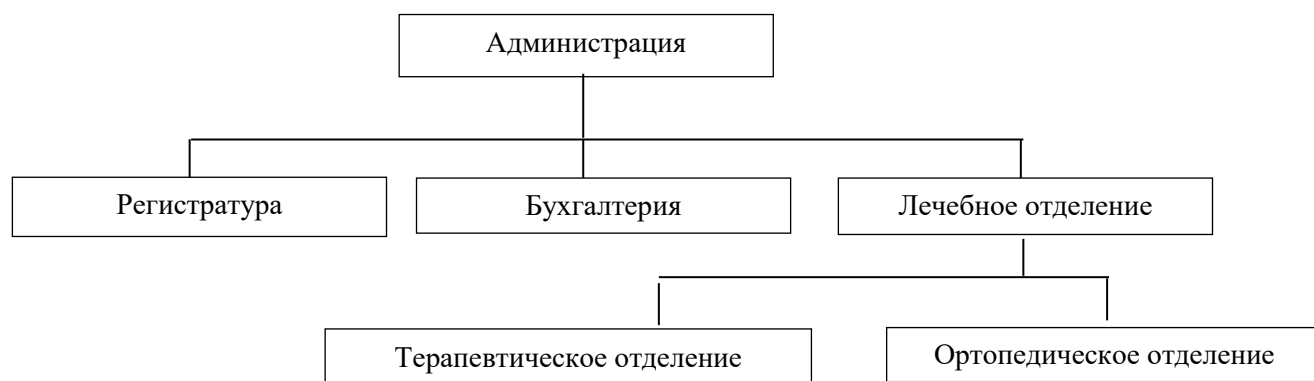 Администрация
Регистратура
Бухгалтерия
Лечебное отделение
Терапевтическое отделение
Ортопедическое отделение